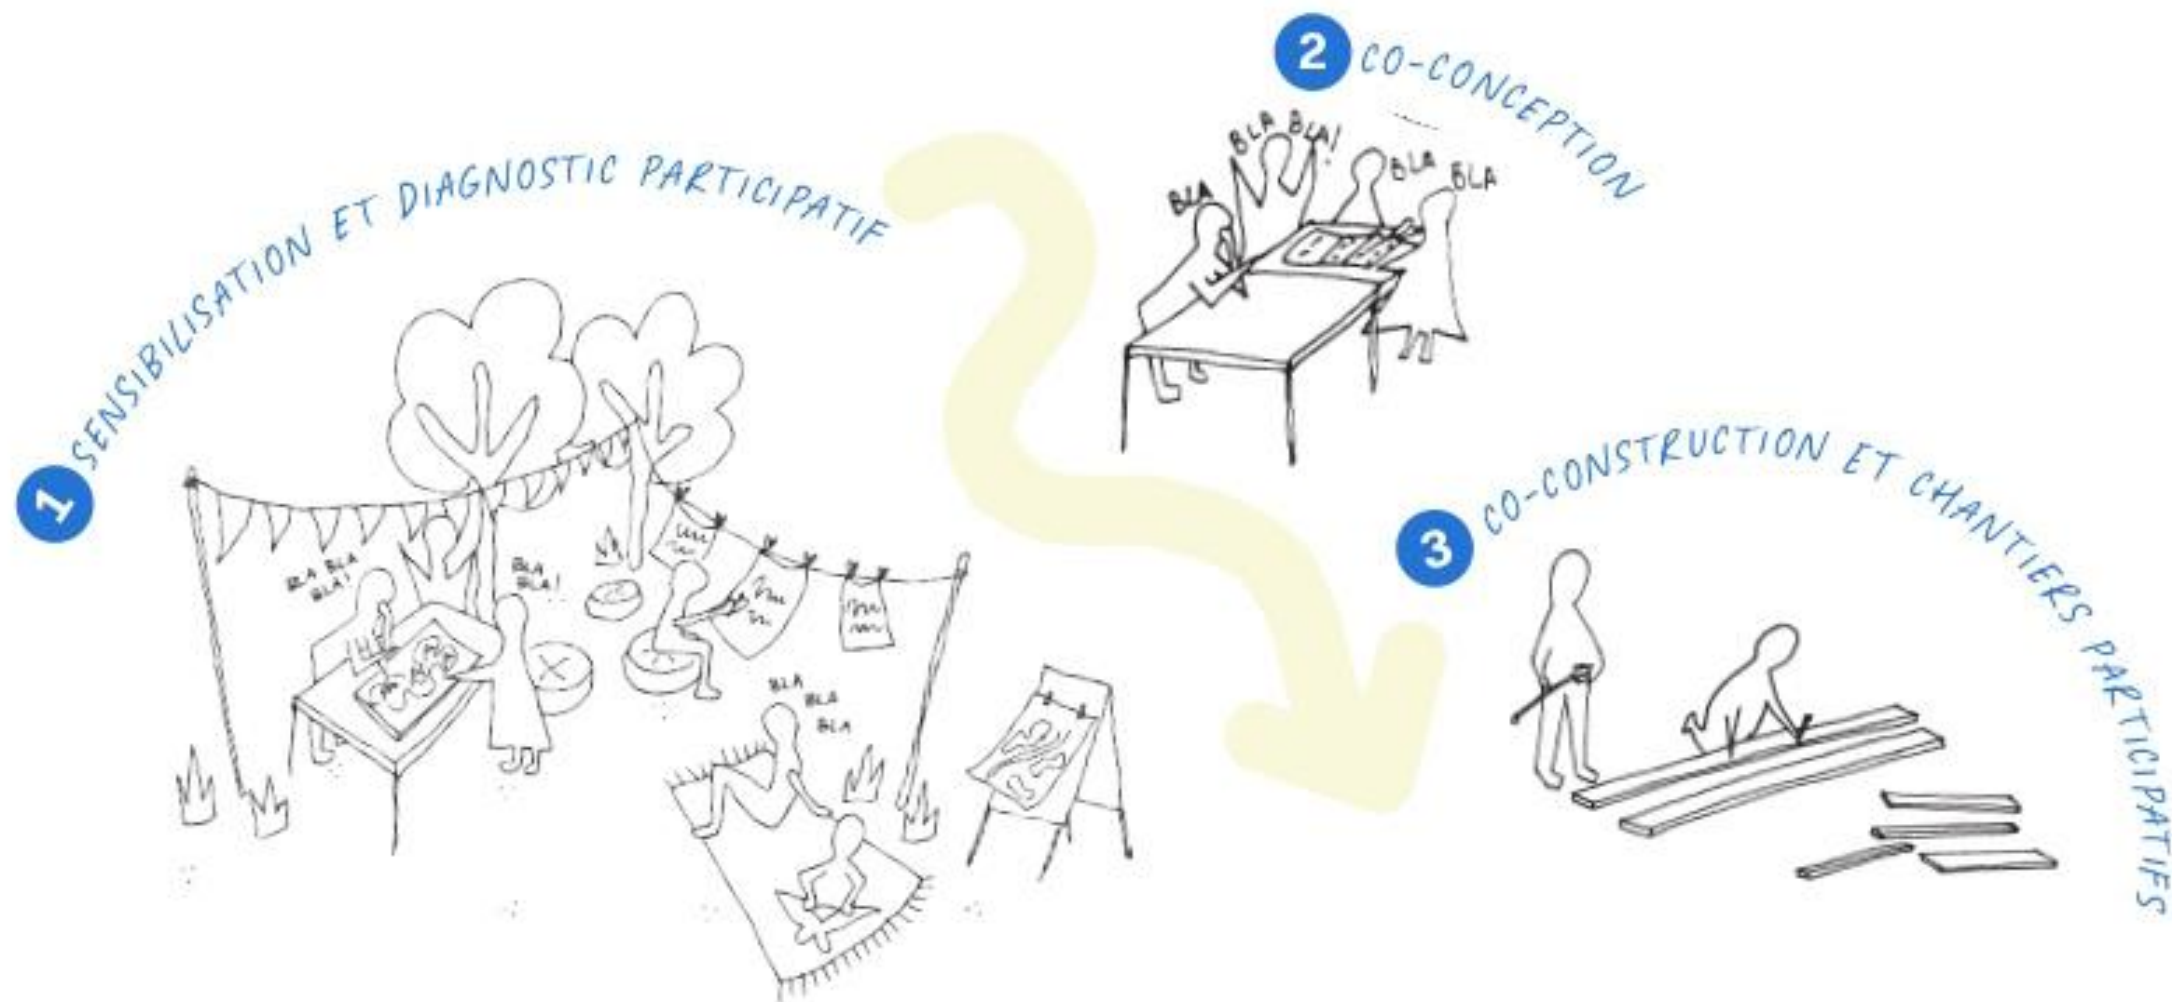 1
SENSIBILISATION ET DIAGNOSTIC PARTICIPATIF
BLA BLA
BLA!
BLA
BLA!
BLA
BLA
BLA
2
CO-CONCEPTION
BLA BLA!
BLA
BLA
BLA
3
CO-CONSTRUCTION ET CHANTIERS PARTICIPATIFS